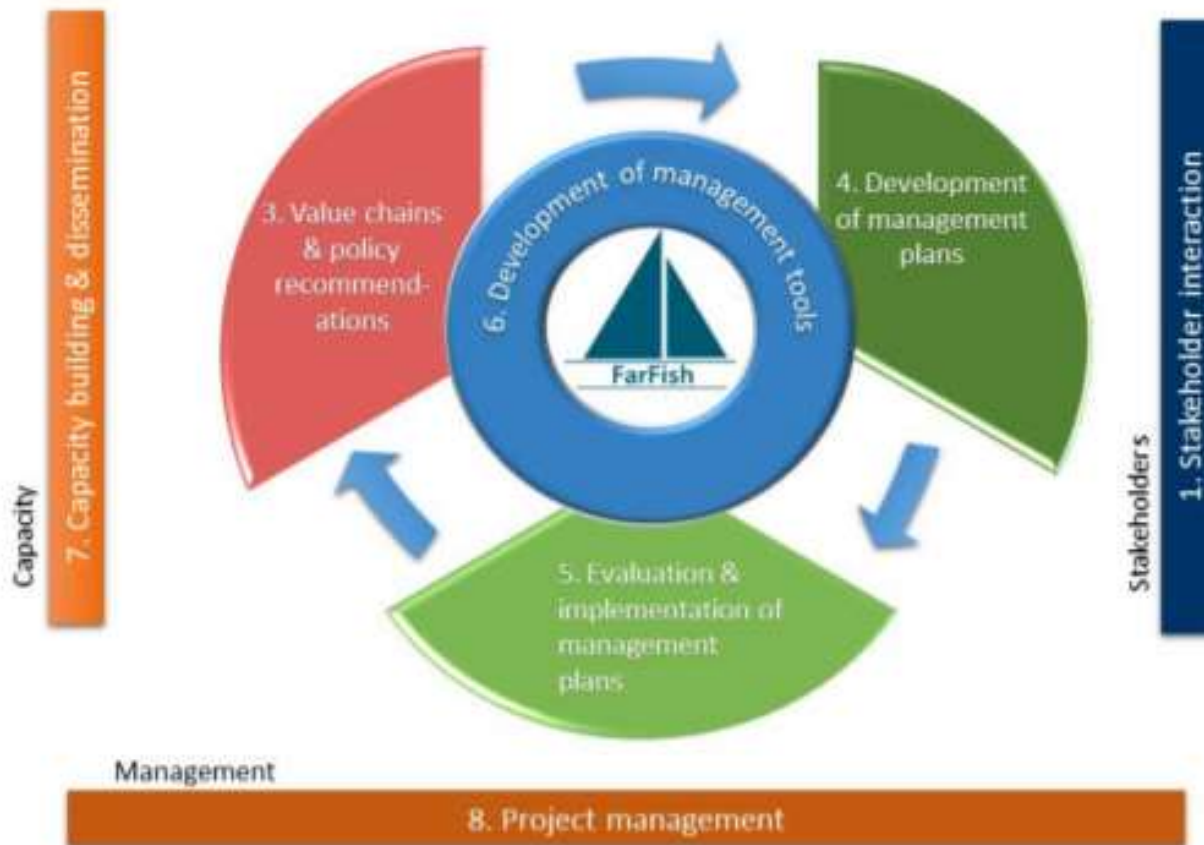 7. Capacity building & dissemination
Capacity
3. Value chains
& policy
recommend-
ations
6. Development of management tools
FarFish
4. Development
of management
plans
5. Evaluation &
implementation of
management
plans
Stakeholders
1. Stakeholder interaction
Management
8. Project management